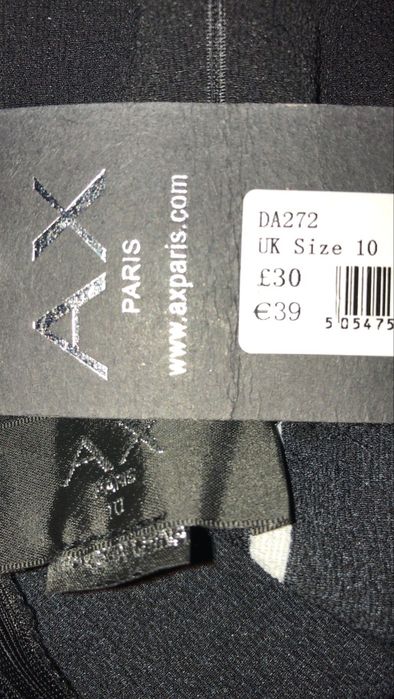 AX
PARIS
www.axparis.com
DA272
UK Size 10
£30
€39
505475
AX
PARIS
10